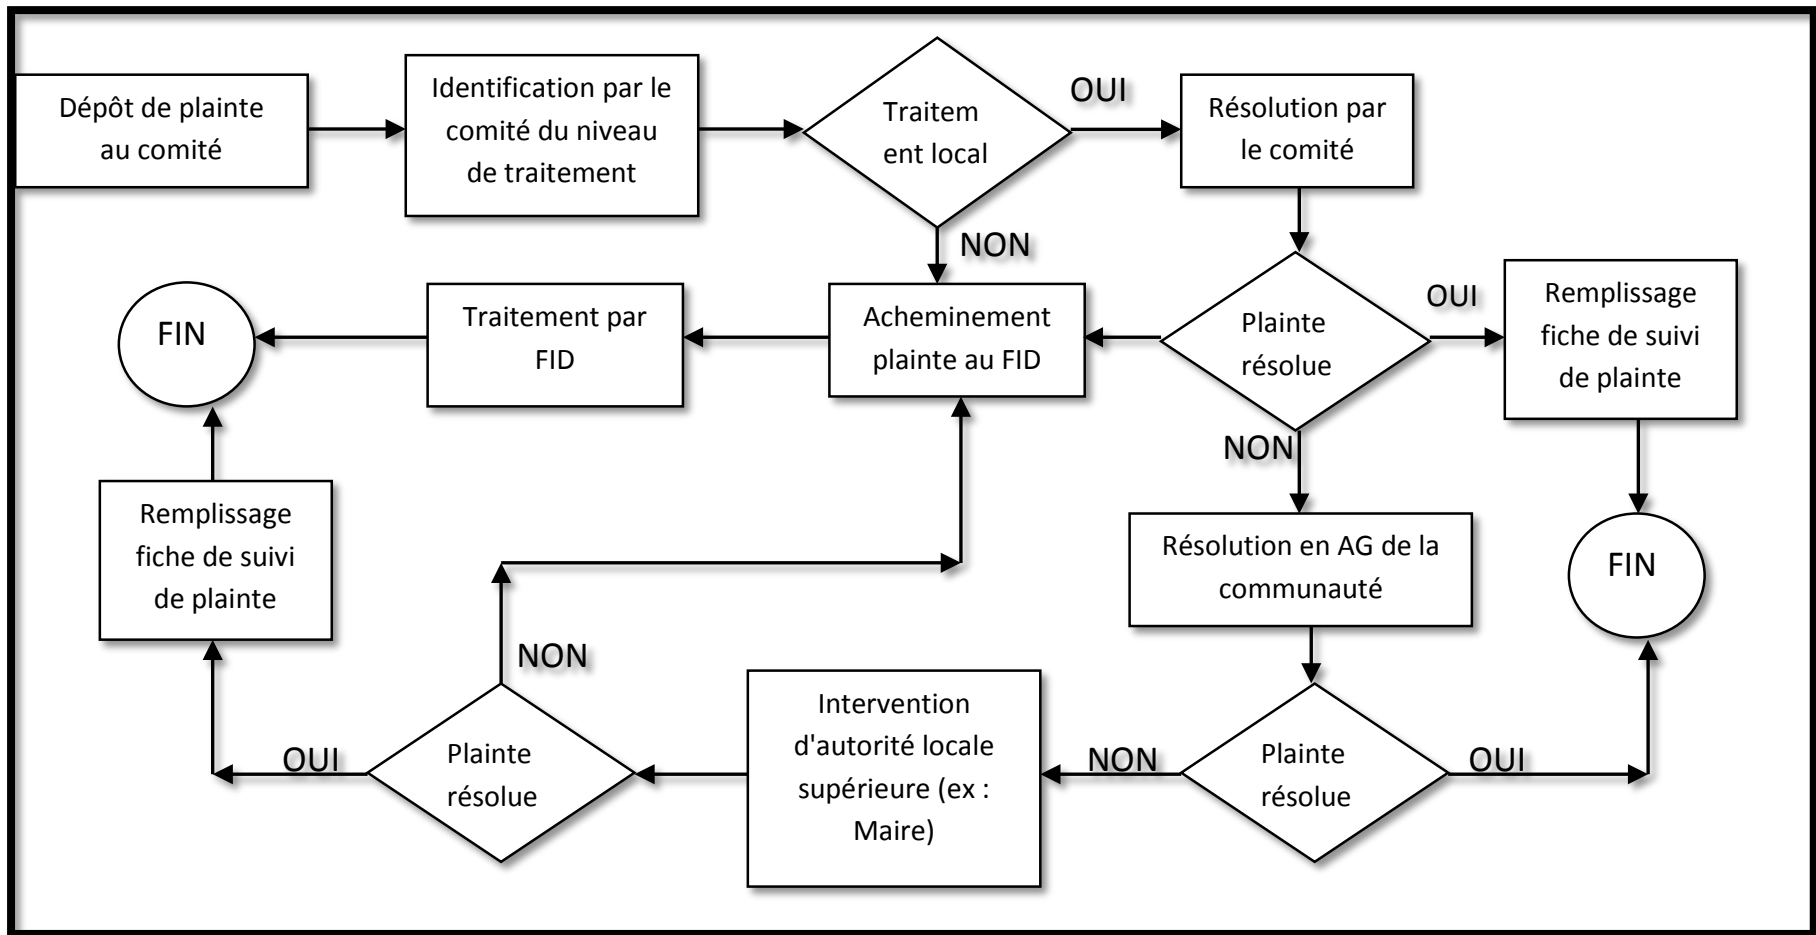 Dépôt de plainte
au comité
Identification par le
comité du niveau
de traitement
Traitem
ent local
OUI
Résolution par
le comité
NON
FIN
Traitement par
FID
Acheminement
plainte au FID
Plainte
résolue
OUI
Remplissage
fiche de suivi
de plainte
NON
Remplissage
fiche de suivi
de plainte
Résolution en AG de la
communauté
FIN
NON
OUI
Plainte
résolue
Intervention
d'autorité locale
supérieure (ex :
Maire)
NON
Plainte
résolue
OUI